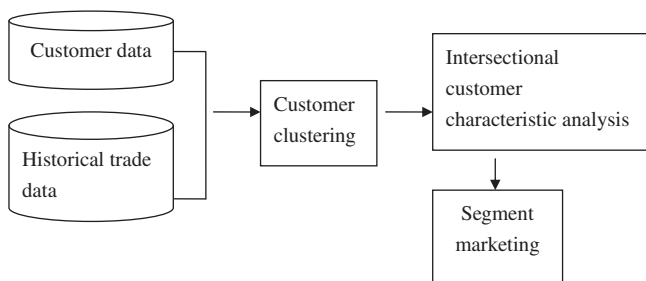 Customer data
Historical trade
data
Customer
clustering
Intersectional
customer
characteristic analysis
Segment
marketing